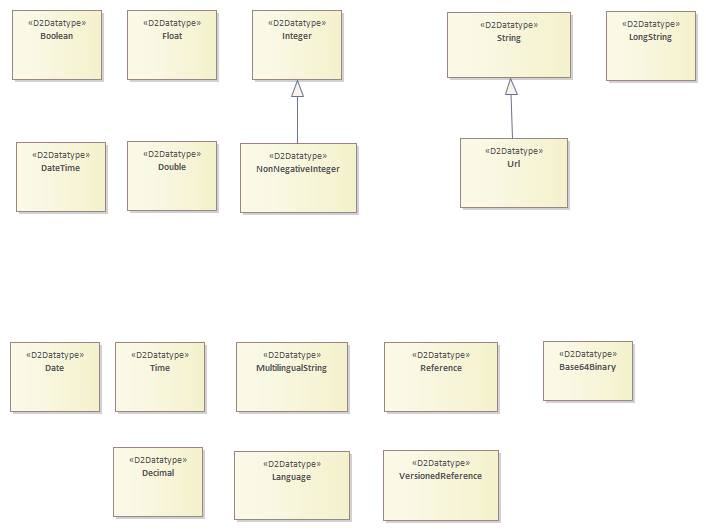 «D2Datatype»
Boolean
«D2Datatype»
Float
«D2Datatype»
Integer
«D2Datatype»
String
«D2Datatype»
LongString
«D2Datatype»
DateTime
«D2Datatype»
Double
«D2Datatype»
NonNegativeInteger
«D2Datatype»
Url
«D2Datatype»
Date
«D2Datatype»
Time
«D2Datatype»
MultilingualString
«D2Datatype»
Reference
«D2Datatype»
Base64Binary
«D2Datatype»
Decimal
«D2Datatype»
Language
«D2Datatype»
VersionedReference